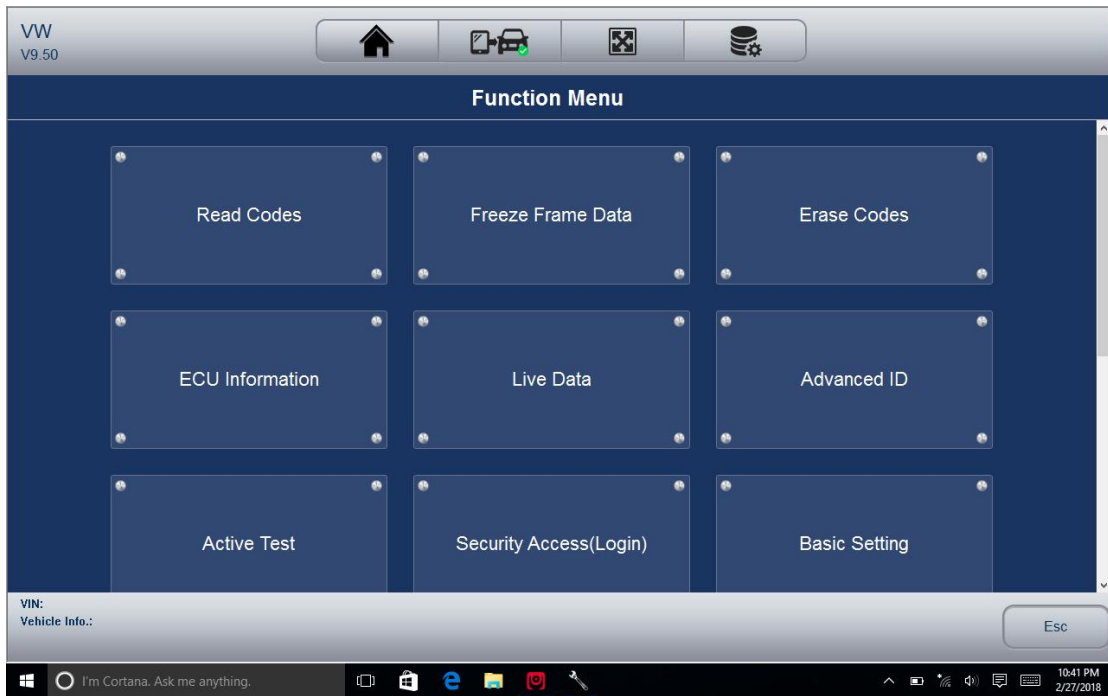 VW
V9.50
Function Menu
Read Codes
Freeze Frame Data
Erase Codes
ECU Information
Live Data
Advanced ID
Active Test
Security Access(Login)
Basic Setting
VIN:
Vehicle Info.:
Esc
I'm Cortana. Ask me anything.
10:41 PM
2/27/2018